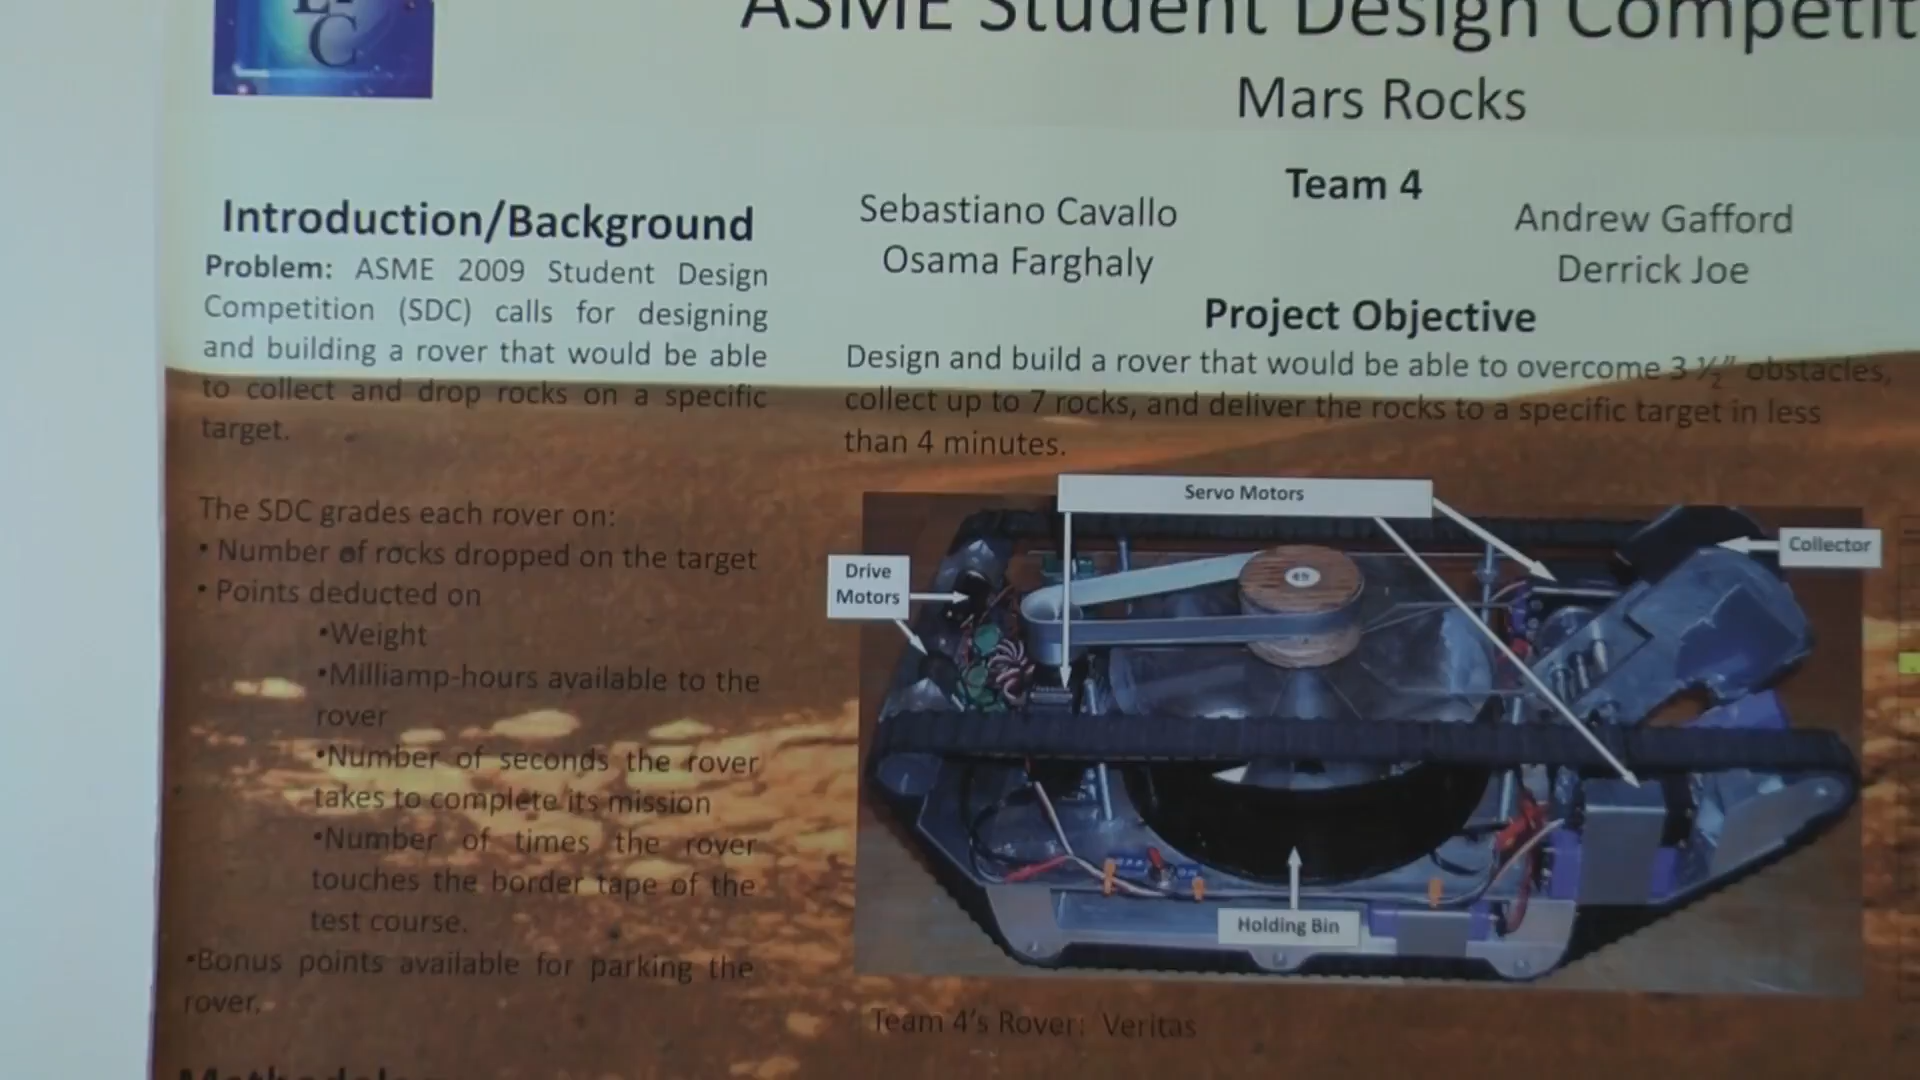 C
ASME Student Design
Mars Rocks
Team 4
Sebastiano Cavallo
Osama Farghaly
Andrew Gafford
Derrick Joe
Introduction/Background
Problem: ASME 2009 Student Design
Competition (SDC) calls for designing
and building a rover that would be able
to collect and drop rocks on a specific
target.
The SDC grades each rover on:
• Number of rocks dropped on the target
• Points deducted on
•Weight
•Milliamp-hours available to the
rover
•Number of seconds the rover
takes to complete its mission
•Number of times the rover
touches the border tape of the
test course.
•Bonus points available for parking the
rover.
Project Objective
Design and build a rover that would be able to overcome 3 ½” obstacles,
collect up to 7 rocks, and deliver the rocks to a specific target in less
than 4 minutes.
Servo Motors
Collector
Drive
Motors
Holding Bin
Team 4’s Rover: Veritas